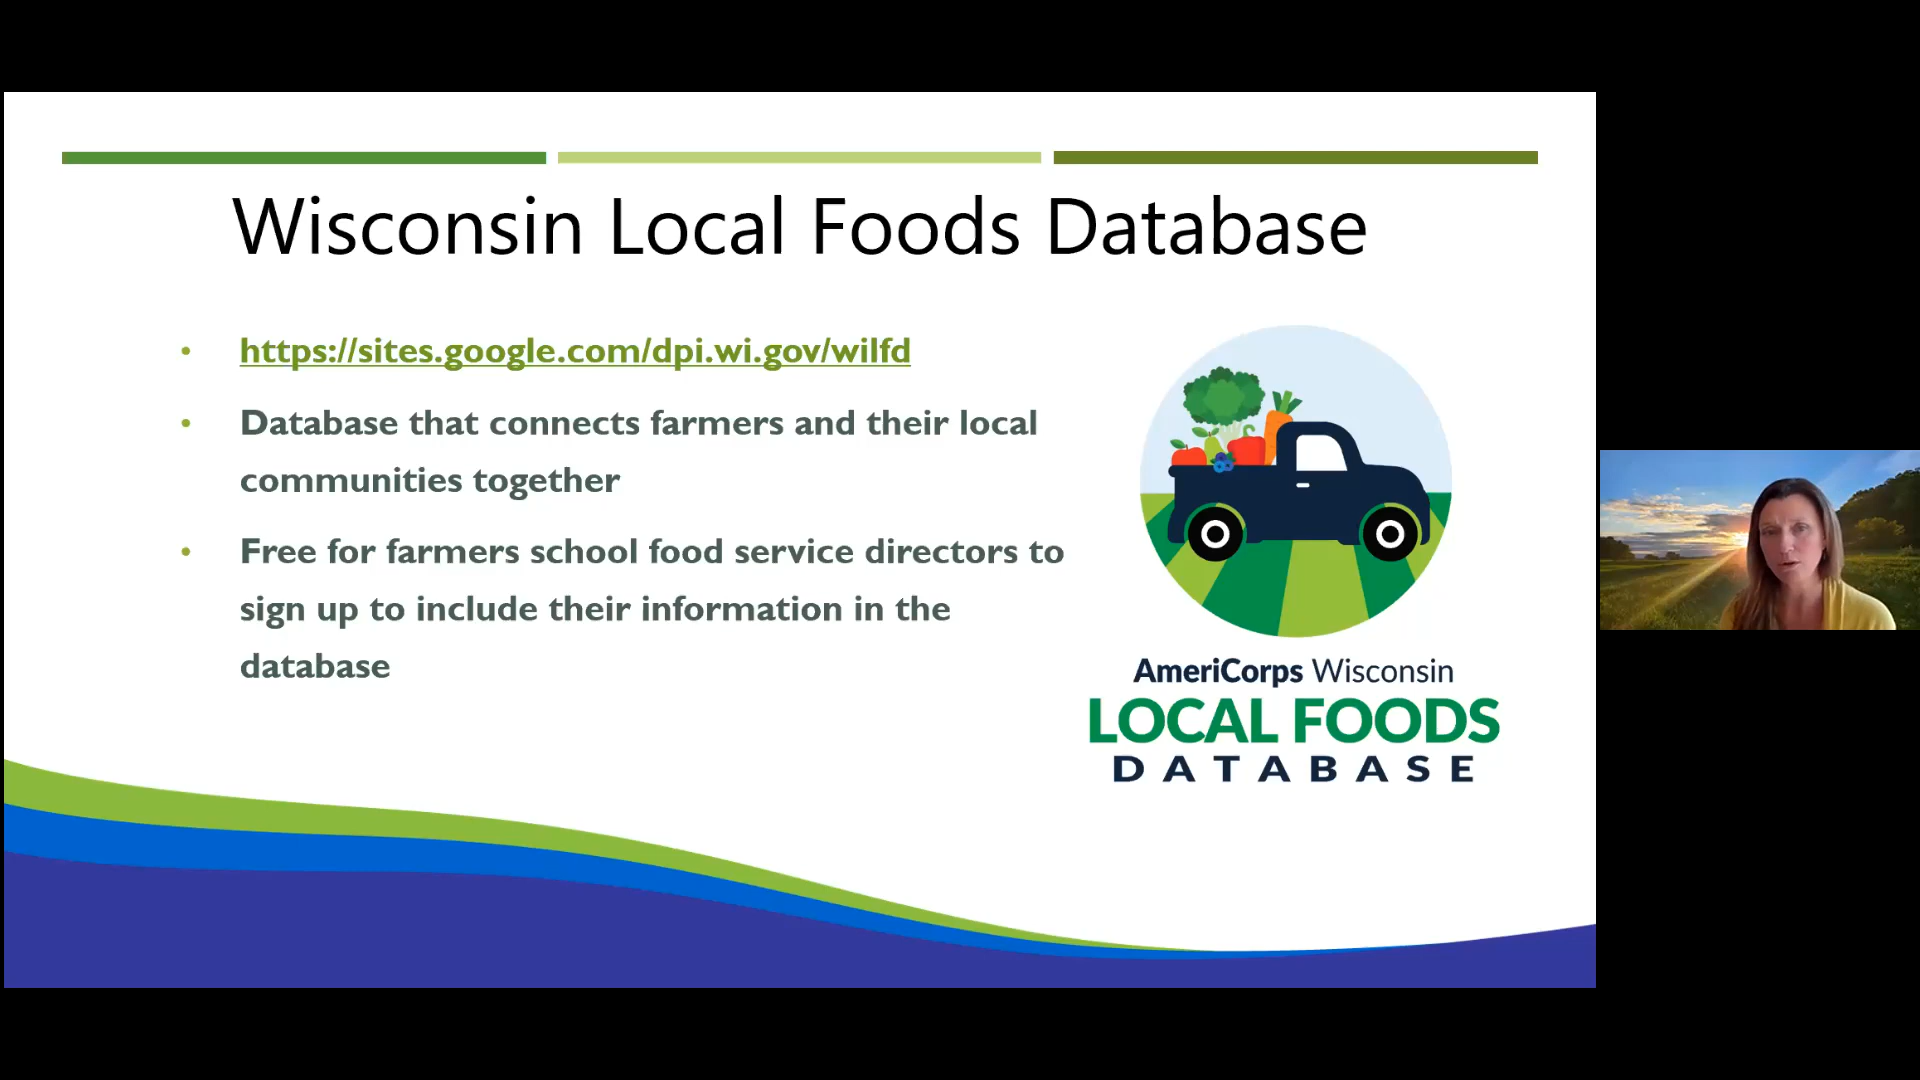 Wisconsin Local Foods Database
• https://sites.google.com/dpi.wi.gov/wilfd
• Database that connects farmers and their local
communities together
• Free for farmers school food service directors to
sign up to include their information in the
database
AmeriCorps Wisconsin
LOCAL FOODS
DATABASE